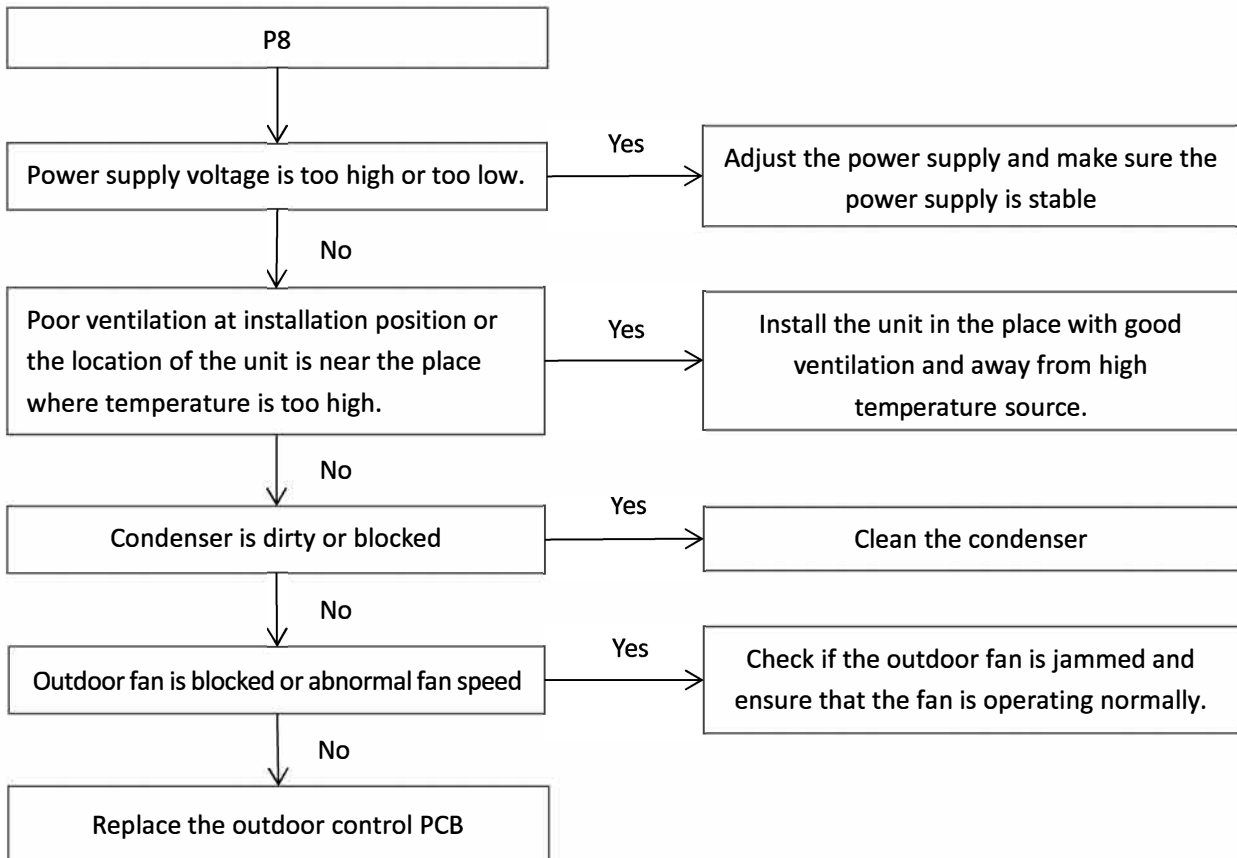 P8
Yes
Power supply voltage is too high or too low.
Adjust the power supply and make sure the
power supply is stable
No
Poor ventilation at installation position or
the location of the unit is near the place
where temperature is too high.
Yes
Install the unit in the place with good
ventilation and away from high
temperature source.
No
Condenser is dirty or blocked
Yes
Clean the condenser
No
Outdoor fan is blocked or abnormal fan speed
Yes
Check if the outdoor fan is jammed and
ensure that the fan is operating normally.
No
Replace the outdoor control PCB